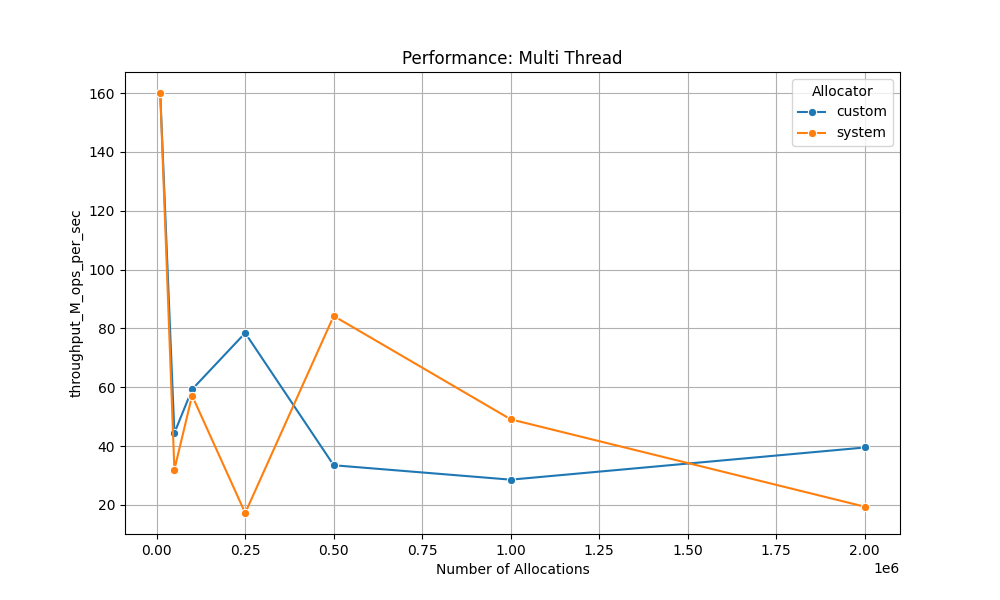 Performance: Multi Thread
Allocator
custom
system
throughput_M_ops_per_sec
160
140
120
100
80
60
40
20
0.00 0.25 0.50 0.75 1.00 1.25 1.50 1.75 2.00
1e6
Number of Allocations